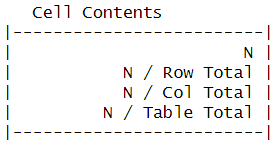 Cell Contents
|-------------------------|
|                       N |
|           N / Row Total |
|           N / Col Total |
|         N / Table Total |
|-------------------------|